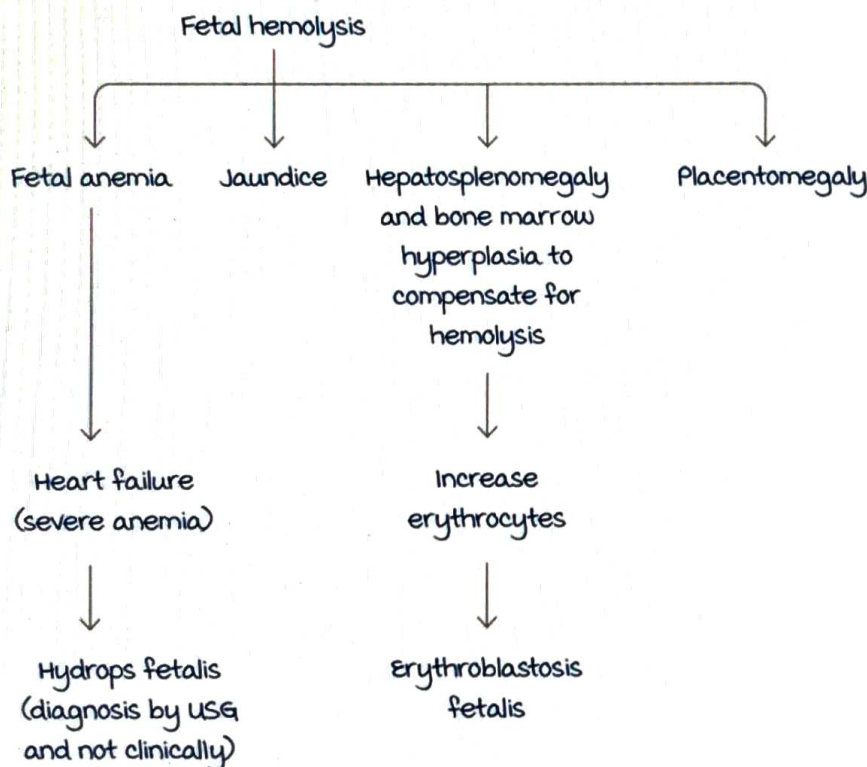 Fetal hemolysis
Fetal anemia
Jaundice
Hepatosplenomegaly
and bone marrow
hyperplasia to
compensate for
hemolysis
Placentomegaly
Heart failure
(severe anemia)
Increase
erythrocytes
Hydrops fetalis
(diagnosis by USG
and not clinically)
Erythroblastosis
fetalis